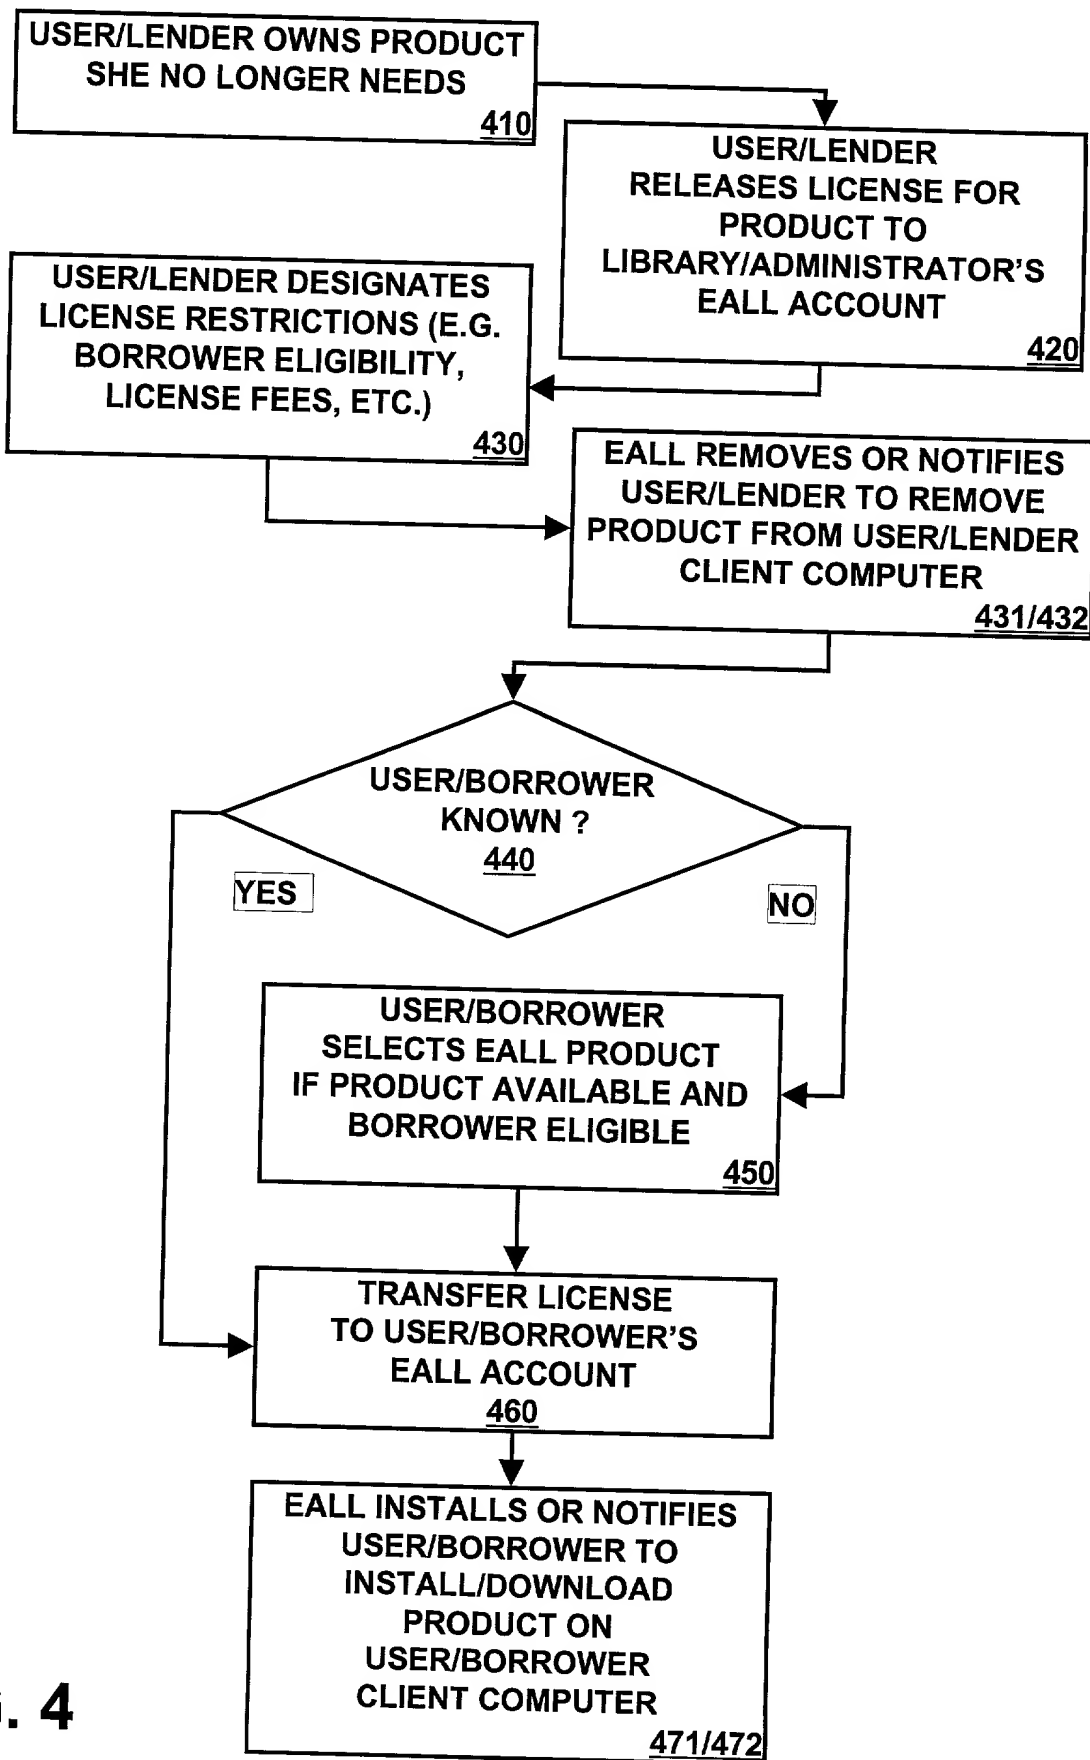 USER/LENDER OWNS PRODUCT
SHE NO LONGER NEEDS
410
USER/LENDER
RELEASES LICENSE FOR
PRODUCT TO
LIBRARY/ADMINISTRATOR'S
EALL ACCOUNT
420
USER/LENDER DESIGNATES
LICENSE RESTRICTIONS (E.G.
BORROWER ELIGIBILITY,
LICENSE FEES, ETC.)
430
EALL REMOVES OR NOTIFIES
USER/LENDER TO REMOVE
PRODUCT FROM USER/LENDER
CLIENT COMPUTER
431/432
USER/BORROWER
KNOWN ?
440
YES
NO
USER/BORROWER
SELECTS EALL PRODUCT
IF PRODUCT AVAILABLE AND
BORROWER ELIGIBLE
450
TRANSFER LICENSE
TO USER/BORROWER'S
EALL ACCOUNT
460
EALL INSTALLS OR NOTIFIES
USER/BORROWER TO
INSTALL/DOWNLOAD
PRODUCT ON
USER/BORROWER
CLIENT COMPUTER
471/472
. 4